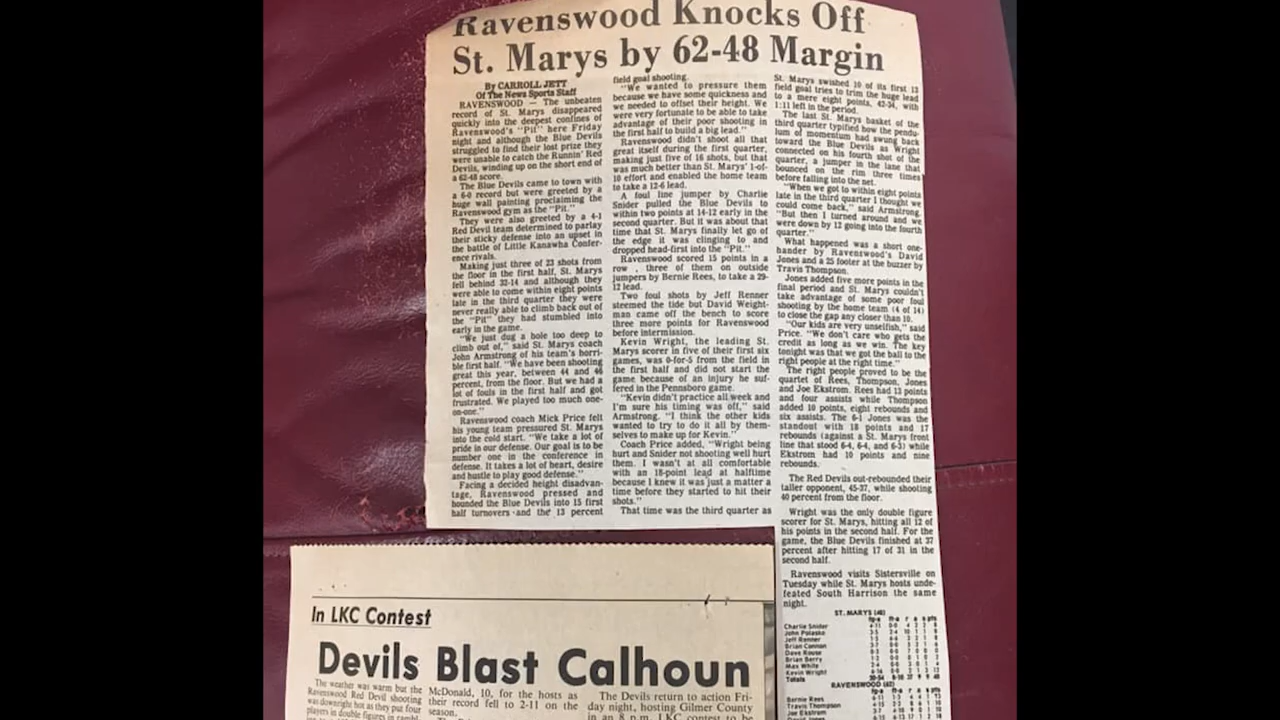 Ravenswood Knocks Off
St. Marys by 62-48 Margin
By CARROLL JETT
Of The News Sports Staff
RAVENSWOOD — The unbeaten
record of St. Marys disappeared
quickly into the deepest confines of
Ravenswood's "Pit" here Friday
night and although the Blue Devils
struggled to find their lost prize they
were unable to catch the Runnin' Red
Devils, winding up on the short end of
a 62-48 score.
The Blue Devils came to town with
a 6-0 record but were greeted by a
huge wall painting proclaiming the
Ravenswood gym as the "Pit."
They were also greeted by a 4-1
Red Devil team determined to parlay
their sticky defense into an upset in
the battle of Little Kanawha Confer-
ence rivals.
Making just three of 23 shots from
the floor in the first half, St. Marys
fell behind 32-14 and although they
were able to come within eight points
late in the third quarter they were
never really able to climb back out of
the "Pit" they had stumbled into
early in the game.
"We just dug a hole too deep to
climb out of," said St. Marys coach
John Armstrong of his team's horri-
ble first half. "We have been shooting
great this year, between 44 and 46
percent, from the floor. But we had a
lot of fouls in the first half and got
frustrated. We played too much one-
on-one."
Ravenswood coach Mick Price felt
his young team pressured St. Marys
into the cold start. "We take a lot of
pride in our defense. Our goal is to be
number one in the conference in
defense. It takes a lot of heart, desire
and hustle to play good defense."
Facing a decided height disadvan-
tage, Ravenswood pressed and
hounded the Blue Devils into 15 first
half turnovers and the 13 percent
field goal shooting.
"We wanted to pressure them
because we have some quickness and
we needed to offset their height. We
were very fortunate to be able to take
advantage of their poor shooting in
the first half to build a big lead."
Ravenswood didn't shoot all that
great itself during the first quarter,
making just five of 16 shots, but that
was much better than St. Marys' 1-of-
10 effort and enabled the home team
to take a 12-6 lead.
A foul line jumper by Charlie
Snider pulled the Blue Devils to
within two points at 14-12 early in the
second quarter. But it was about that
time that St. Marys finally let go of
the edge it was clinging to and
dropped head-first into the "Pit."
Ravenswood scored 15 points in a
row , three of them on outside
jumpers by Bernie Rees, to take a 29-
12 lead.
Two foul shots by Jeff Renner
stemmed the tide but David Weight-
man came off the bench to score
three more points for Ravenswood
before intermission.
Kevin Wright, the leading St.
Marys scorer in five of their first six
games, was 0-for-5 from the field in
the first half and did not start the
game because of an injury he suf-
fered in the Pennsboro game.
"Kevin didn't practice all week and
I'm sure his timing was off," said
Armstrong. "I think the other kids
wanted to try to do it all by them-
selves to make up for Kevin."
Coach Price added, "Wright being
hurt and Snider not shooting well hurt
them. I wasn't at all comfortable
with an 18-point lead at halftime
because I knew it was just a matter a
time before they started to hit their
shots."
That time was the third quarter as
St. Marys swished 10 of its first 13
field goal tries to trim the huge lead
to a mere eight points, 42-34, with
1:11 left in the period.
The last St. Marys basket of the
third quarter typified how the pendu-
lum of momentum had swung back
toward the Blue Devils as Wright
connected on his fourth shot of the
quarter, a jumper in the lane that
bounced on the rim three times
before falling into the net.
"When we got to within eight points
late in the third quarter I thought we
could come back," said Armstrong.
"But then I turned around and we
were down by 12 going into the fourth
quarter."
What happened was a short one-
hander by Ravenswood's David
Jones and a 25 footer at the buzzer by
Travis Thompson.
Jones added five more points in the
final period and St. Marys couldn't
take advantage of some poor foul
shooting by the home team (4 of 14)
to close the gap any closer than 10.
"Our kids are very unselfish," said
Price. "We don't care who gets the
credit as long as we win. The key
tonight was that we got the ball to the
right people at the right time."
The right people proved to be the
quartet of Rees, Thompson, Jones
and Joe Ekstrom. Rees had 13 points
and four assists while Thompson
added 10 points, eight rebounds and
six assists. The 6-1 Jones was the
standout with 18 points and 17
rebounds (against a St. Marys front
line that stood 6-4, 6-4, and 6-3) while
Ekstrom had 10 points and nine
rebounds.
The Red Devils out-rebounded their
taller opponent, 45-37, while shooting
40 percent from the floor.
Wright was the only double figure
scorer for St. Marys, hitting all 12 of
his points in the second half. For the
game, the Blue Devils finished at 37
percent after hitting 17 of 31 in the
second half.
Ravenswood visits Sistersville on
Tuesday while St. Marys hosts unde-
feated South Harrison the same
night.
ST. MARYS (48)
Charlie Snider
John Polasko
Jeff Renner
Brian Cannon
Dave Rouse
Brian Berry
Max White
Kevin Wright
Totals
RAVENSWOOD (62)
Bernie Rees
Travis Thompson
Joe Ekstrom
In LKC Contest
Devils Blast Calhoun
The weather was warm but the
Ravenswood Red Devil shooting
was downright hot as they put four
players in double figures in
McDonald, 10, for the hosts as
their record fell to 2-11 on the
season.
The Devils return to action Fri-
day night, hosting Gilmer County
in an 8 p.m. LKC contest to be